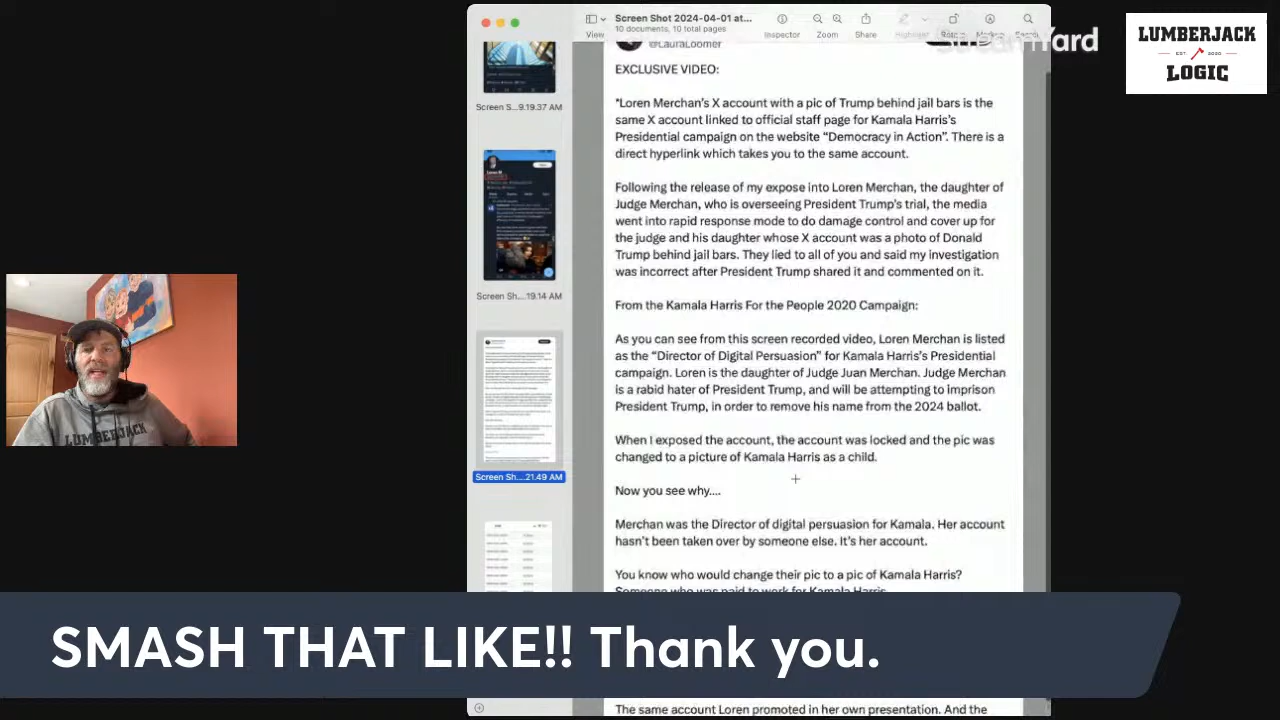 Screen Shot 2024-04-01 at...
10 documents, 10 total pages
View
Inspector
Zoom
Share
StreamYard
LUMBERJACK
EST. 2020
LOGIC
@LauraLoomer
EXCLUSIVE VIDEO:
*Loren Merchan's X account with a pic of Trump behind jail bars is the
same X account linked to official staff page for Kamala Harris's
Presidential campaign on the website "Democracy in Action". There is a
direct hyperlink which takes you to the same account.
Following the release of my expose into Loren Merchan, the daughter of
Judge Merchan, who is overseeing President Trump's trial, the media
went into rapid response mode to do damage control and cover up for
the judge and his daughter whose X account was a photo of Donald
Trump behind jail bars. They lied to all of you and said my investigation
was incorrect after President Trump shared it and commented on it.
From the Kamala Harris For the People 2020 Campaign:
As you can see from this screen recorded video, Loren Merchan is listed
as the "Director of Digital Persuasion" for Kamala Harris's Presidential
campaign. Loren is the daughter of Judge Juan Merchan. Judge Merchan
is a rabid hater of President Trump, and will be attempting to imprison
President Trump, in order to remove his name from the 2024 ballot.
When I exposed the account, the account was locked and the pic was
changed to a picture of Kamala Harris as a child.
Now you see why....
Merchan was the Director of digital persuasion for Kamala. Her account
hasn't been taken over by someone else. It's her account.
You know who would change their pic to a pic of Kamala Harris?
Someone who was paid to work for Kamala Harris
The same account Loren promoted in her own presentation. And the
Screen S...9.19.37 AM
Screen Sh....19.14 AM
Screen Sh....21.49 AM
LUMBERJACK
SMASH THAT LIKE!! Thank you.